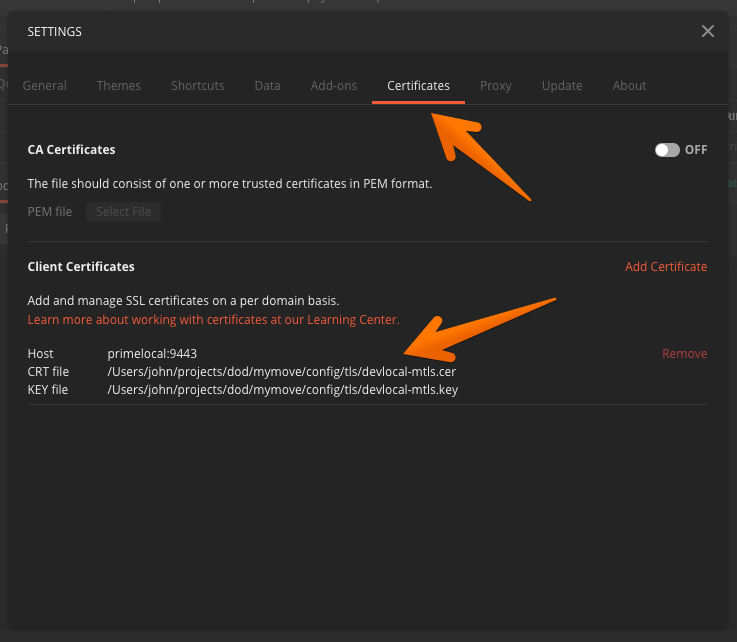 SETTINGS
General Themes Shortcuts Data Add-ons Certificates Proxy Update About
CA Certificates OFF
The file should consist of one or more trusted certificates in PEM format.
PEM file Select File
Client Certificates Add Certificate
Add and manage SSL certificates on a per domain basis.
Learn more about working with certificates at our Learning Center.
Host primelocal:9443 Remove
CRT file /Users/john/projects/dod/mymove/config/tls/devlocal-mtls.cer
KEY file /Users/john/projects/dod/mymove/config/tls/devlocal-mtls.key